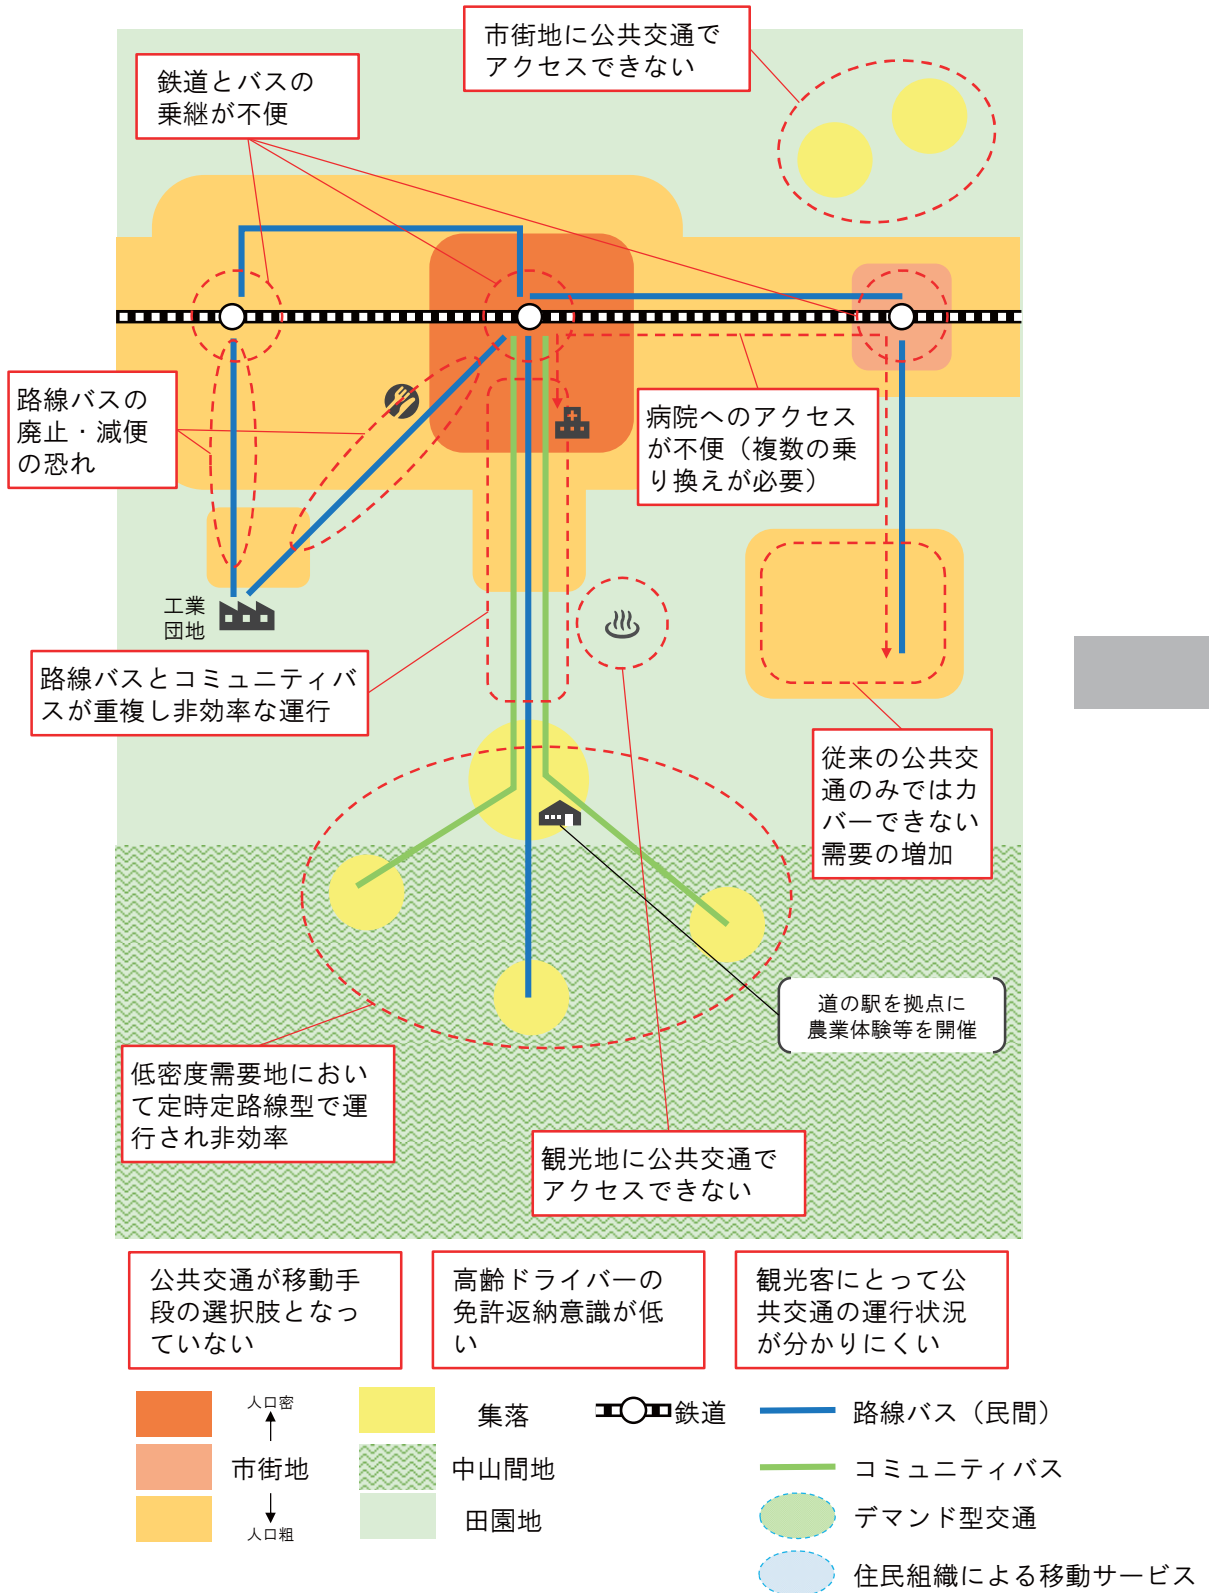 市街地に公共交通で
アクセスできない
鉄道とバスの
乗継が不便
路線バスの
廃止・減便
の恐れ
病院へのアクセス
が不便（複数の乗
り換えが必要）
工業
団地
路線バスとコミュニティバ
スが重複し非効率な運行
従来の公共交
通のみではカ
バーできない
需要の増加
道の駅を拠点に
農業体験等を開催
低密度需要地におい
て定時定路線型で運
行され非効率
観光地に公共交通で
アクセスできない
公共交通が移動手
段の選択肢となっ
ていない
高齢ドライバーの
免許返納意識が低
い
観光客にとって公
共交通の運行状況
が分かりにくい
人口密
市街地
人口粗
集落
中山間地
田園地
鉄道
路線バス（民間）
コミュニティバス
デマンド型交通
住民組織による移動サービス